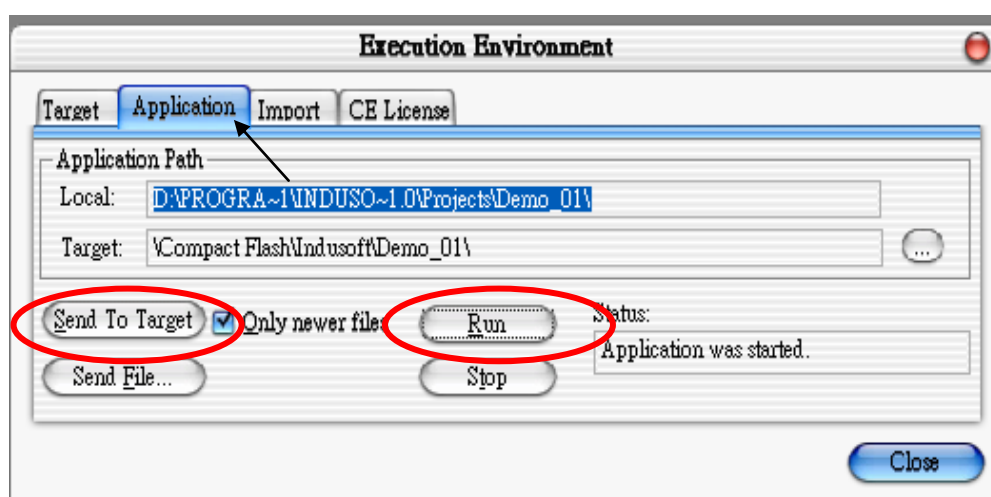 Execution Environment
Target Application Import CE License
Application Path
Local: D:\PROGRA~1\INDUSO~1.0\Projects\Demo_01\
Target: \Compact Flash\Indusoft\Demo_01\ ...
Send To Target Only newer files Run Status:
Application was started.
Send File... Stop
Close